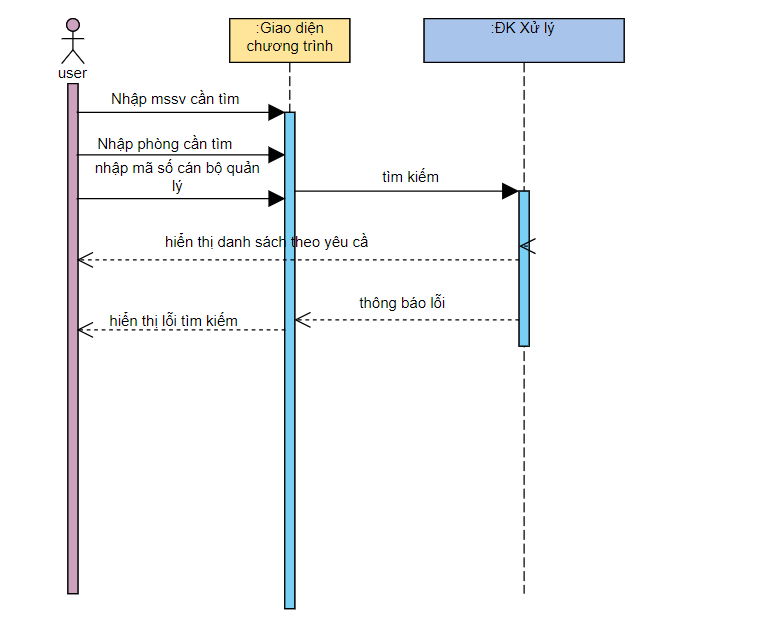 :Giao diện
chương trình
:ĐK Xử lý
user
Nhập mssv cần tìm
Nhập phòng cần tìm
nhập mã số cán bộ quản
lý
tìm kiếm
hiển thị danh sách theo yêu cầ
thông báo lỗi
hiển thị lỗi tìm kiếm